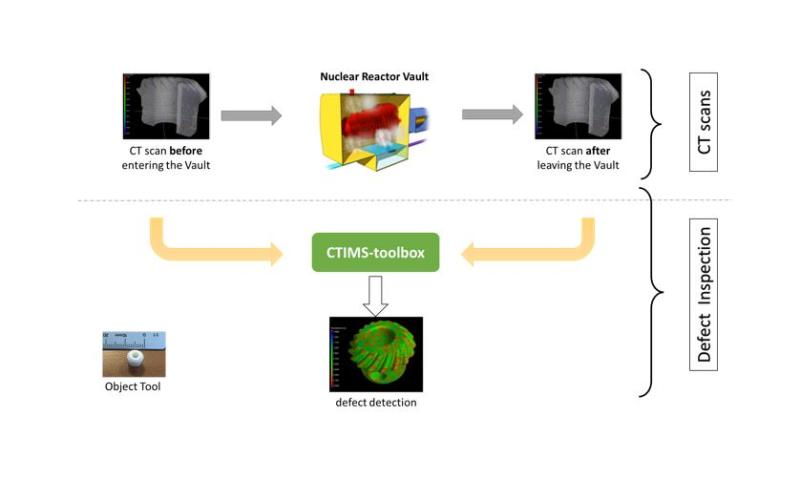 Nuclear Reactor Vault
CT scan before
entering the Vault
CT scan after
leaving the Vault
CT scans
CTIMS-toolbox
Defect Inspection
Object Tool
defect detection